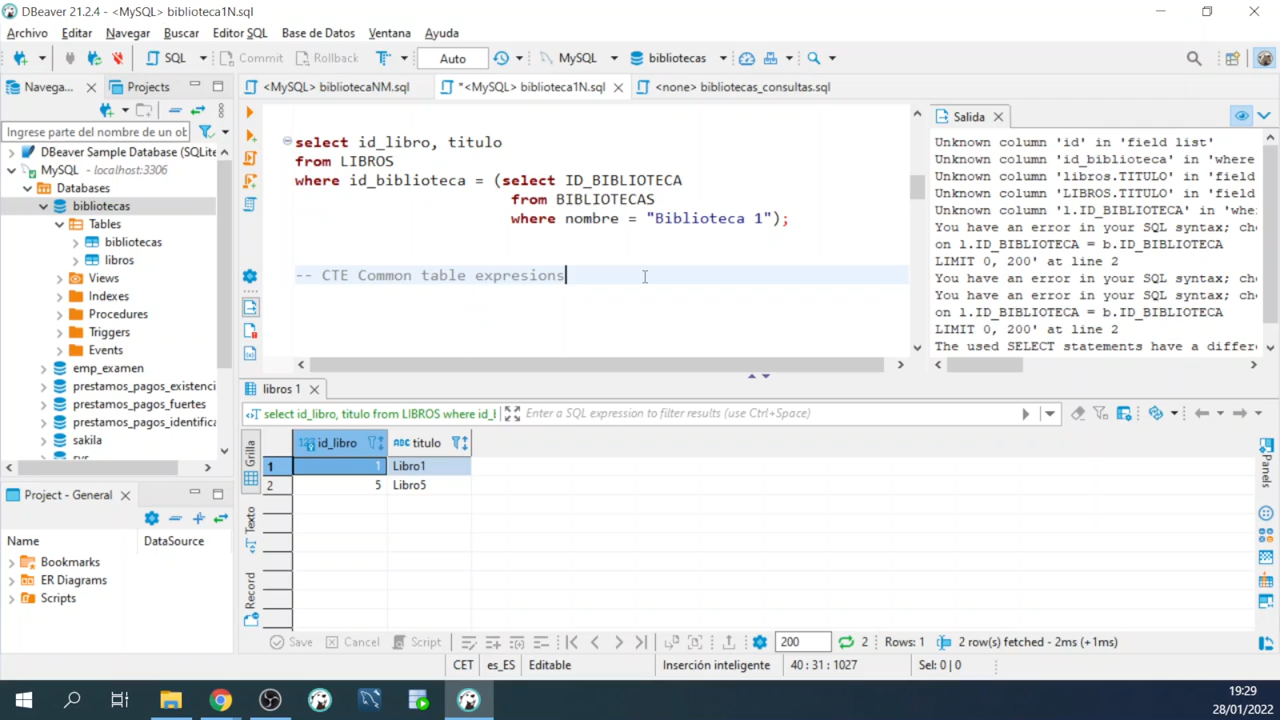 DBeaver 21.2.4 - <MySQL> biblioteca1N.sql
Archivo Editar Navegar Buscar Editor SQL Base de Datos Ventana Ayuda
SQL Commit Rollback Auto MySQL bibliotecas
Navega... Projects
<MySQL> bibliotecaNM.sql *<MySQL> biblioteca1N.sql <none> bibliotecas_consultas.sql
Ingrese parte del nombre de un ob
DBeaver Sample Database (SQLite
MySQL - localhost:3306
Databases
bibliotecas
Tables
bibliotecas
libros
Views
Indexes
Procedures
Triggers
Events
emp_examen
prestamos_pagos_existenci
prestamos_pagos_fuertes
prestamos_pagos_identifica
sakila
select id_libro, titulo
from LIBROS
where id_biblioteca = (select ID_BIBLIOTECA
from BIBLIOTECAS
where nombre = "Biblioteca 1");
-- CTE Common table expresions
Salida
Unknown column 'id' in 'field list'
Unknown column 'id_biblioteca' in 'where
Unknown column 'libros.TITULO' in 'field
Unknown column 'LIBROS.TITULO' in 'field
Unknown column 'l.ID_BIBLIOTECA' in 'whe
You have an error in your SQL syntax; che
on l.ID_BIBLIOTECA = b.ID_BIBLIOTECA
LIMIT 0, 200' at line 2
You have an error in your SQL syntax; che
You have an error in your SQL syntax; che
on l.ID_BIBLIOTECA = b.ID_BIBLIOTECA
LIMIT 0, 200' at line 2
The used SELECT statements have a differe
libros 1
select id_libro, titulo from LIBROS where id_l
Enter a SQL expression to filter results (use Ctrl+Space)
Grilla
Texto
Record
id_libro ABC titulo
1 1 Libro1
2 5 Libro5
Panels
Project - General
Name DataSource
Bookmarks
ER Diagrams
Scripts
Save Cancel Script 200 2 Rows: 1 2 row(s) fetched - 2ms (+1ms)
CET es_ES Editable Inserción inteligente 40 : 31 : 1027 Sel: 0 | 0
19:29
28/01/2022